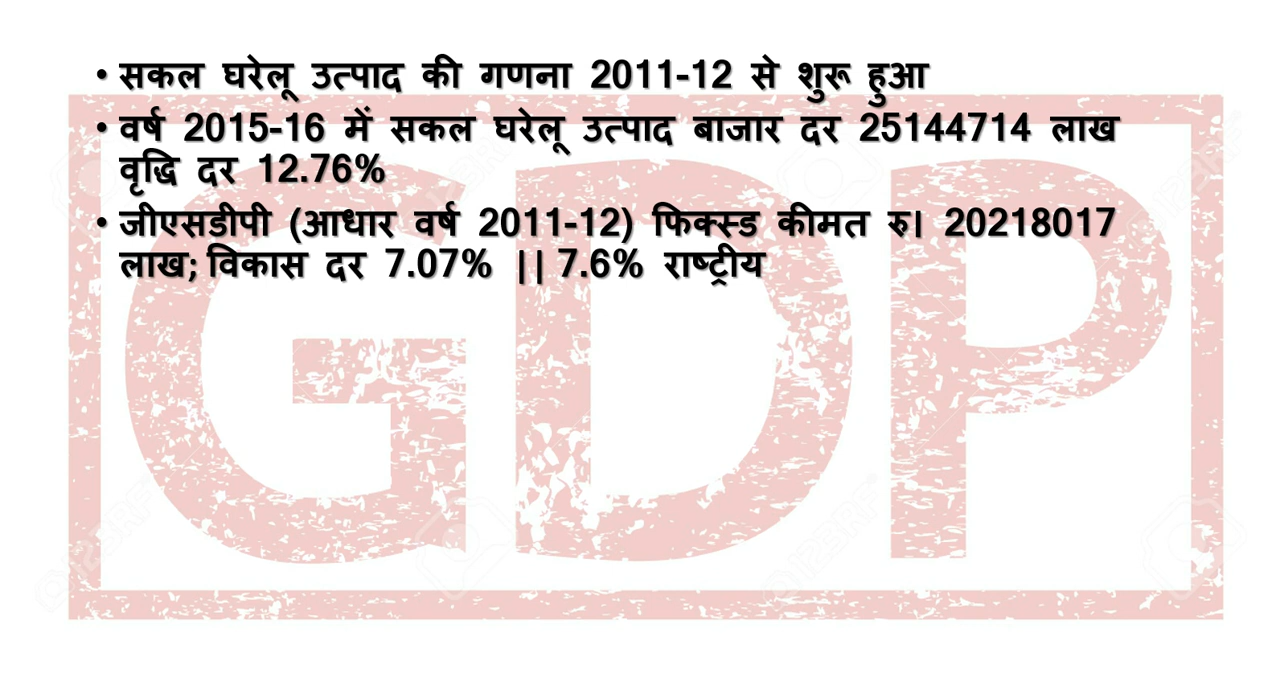 • सकल घरेलू उत्पाद की गणना 2011-12 से शुरू हुआ
• वर्ष 2015-16 में सकल घरेलू उत्पाद बाजार दर 25144714 लाख
वृद्धि दर 12.76%
• जीएसडीपी (आधार वर्ष 2011-12) फिक्स्ड कीमत रु। 20218017
लाख; विकास दर 7.07% || 7.6% राष्ट्रीय
GDP